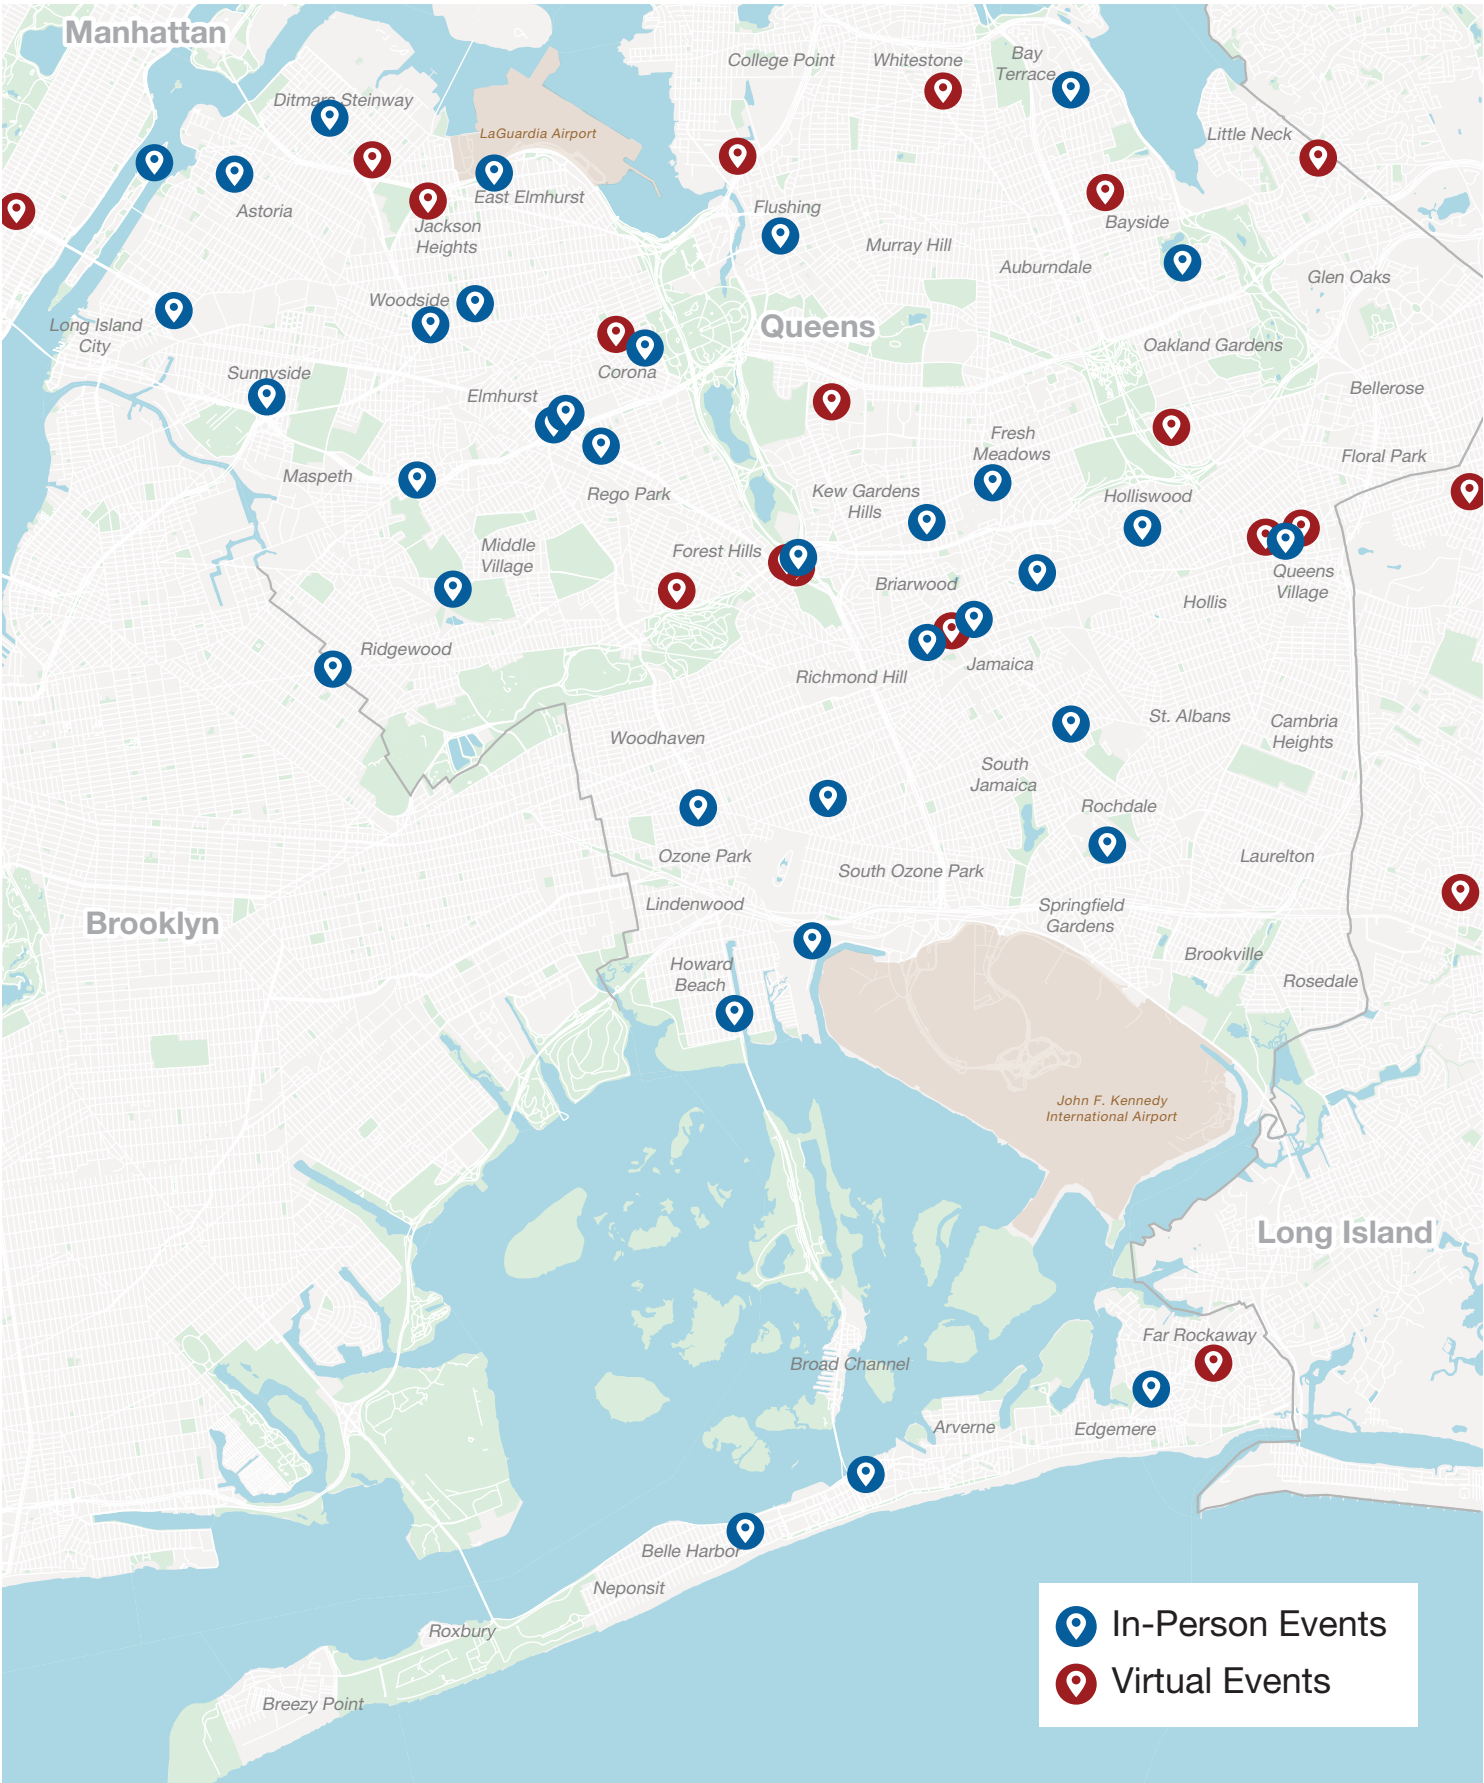 Manhattan
College Point
Whitestone
Bay
Terrace
Ditmars Steinway
LaGuardia Airport
Little Neck
East Elmhurst
Astoria
Flushing
Jackson
Heights
Bayside
Murray Hill
Auburndale
Glen Oaks
Woodside
Long Island
City
Queens
Oakland Gardens
Sunnyside
Corona
Bellerose
Elmhurst
Fresh
Meadows
Floral Park
Maspeth
Rego Park
Kew Gardens
Hills
Holliswood
Middle
Village
Forest Hills
Briarwood
Queens
Village
Hollis
Ridgewood
Jamaica
Richmond Hill
St. Albans
Cambria
Heights
Woodhaven
South
Jamaica
Rochdale
Ozone Park
South Ozone Park
Laurelton
Lindenwood
Springfield
Gardens
Brooklyn
Howard
Beach
Brookville
Rosedale
John F. Kennedy
International Airport
Long Island
Far Rockaway
Broad Channel
Arverne
Edgemere
Belle Harbor
Neponsit
Roxbury
Breezy Point
In-Person Events
Virtual Events